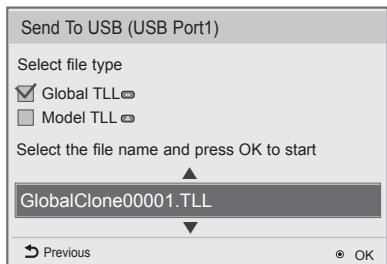 Send To USB (USB Port1)
Select file type
Global TLL
Model TLL
Select the file name and press OK to start
GlobalClone00001.TLL
Previous
OK